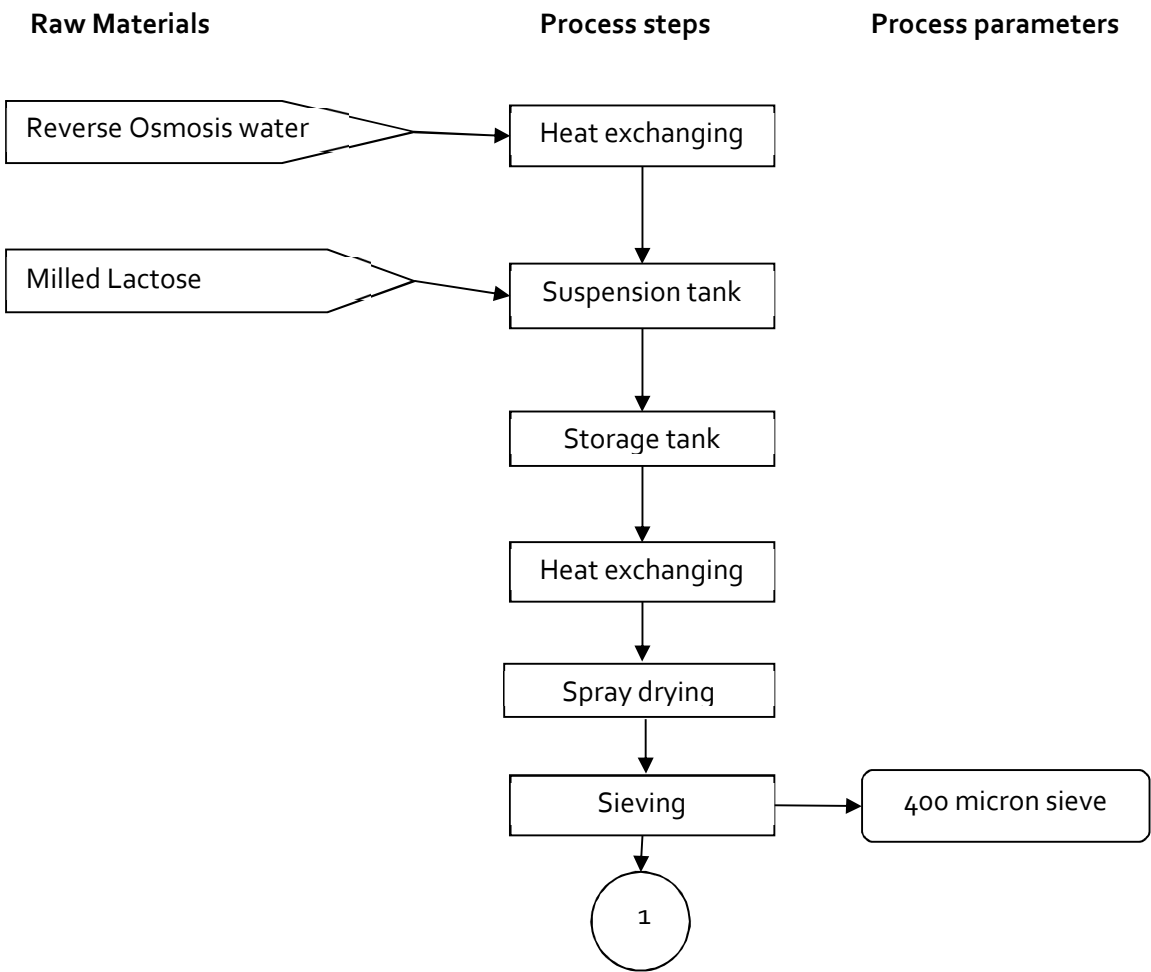 Raw Materials
Process steps
Process parameters
Reverse Osmosis water
Heat exchanging
Milled Lactose
Suspension tank
Storage tank
Heat exchanging
Spray drying
Sieving
400 micron sieve
1